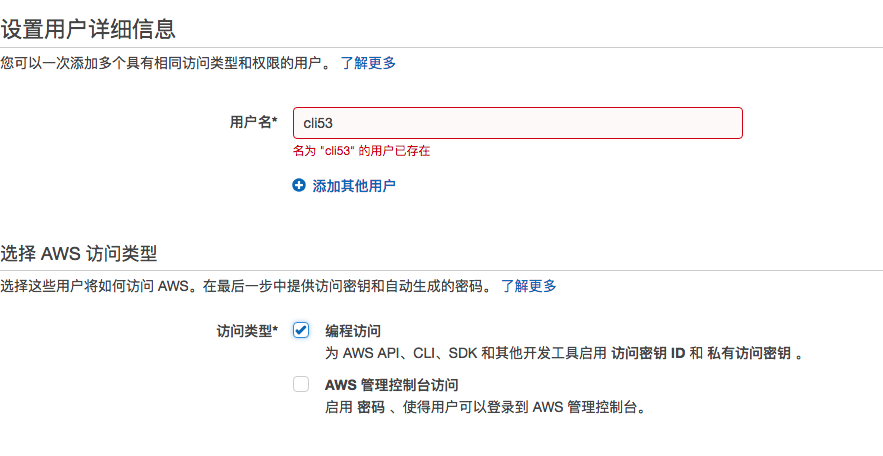 设置用户详细信息
您可以一次添加多个具有相同访问类型和权限的用户。 了解更多
用户名* cli53
名为 "cli53" 的用户已存在
添加其他用户
选择 AWS 访问类型
选择这些用户将如何访问 AWS。在最后一步中提供访问密钥和自动生成的密码。 了解更多
访问类型* 编程访问
为 AWS API、CLI、SDK 和其他开发工具启用 访问密钥 ID 和 私有访问密钥 。
AWS 管理控制台访问
启用 密码 、使得用户可以登录到 AWS 管理控制台。